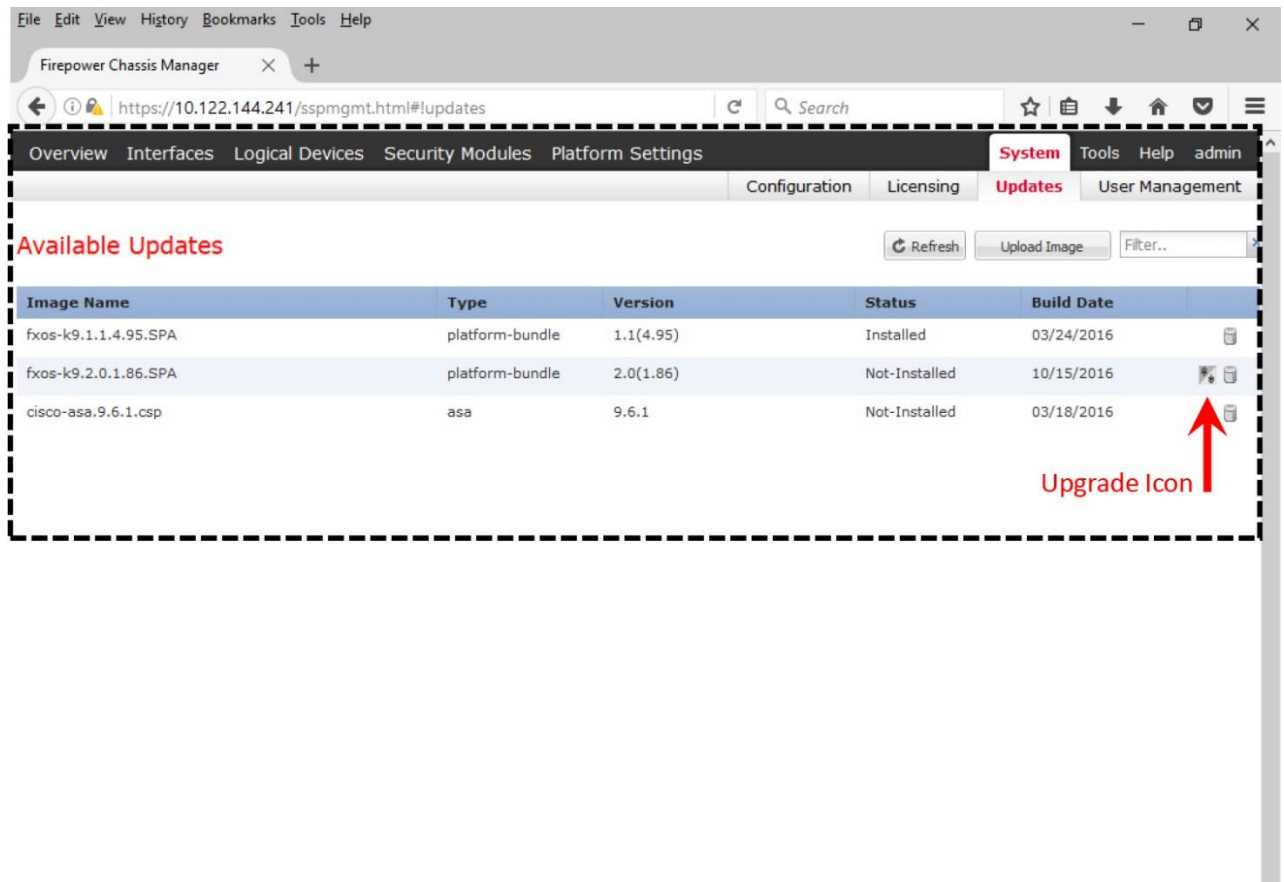 File Edit View History Bookmarks Tools Help
Firepower Chassis Manager
https://10.122.144.241/sspmgmt.html#!updates Search
Overview Interfaces Logical Devices Security Modules Platform Settings System Tools Help admin
Configuration Licensing Updates User Management
Available Updates Refresh Upload Image Filter..
Image Name Type Version Status Build Date
fxos-k9.1.1.4.95.SPA platform-bundle 1.1(4.95) Installed 03/24/2016
fxos-k9.2.0.1.86.SPA platform-bundle 2.0(1.86) Not-Installed 10/15/2016
cisco-asa.9.6.1.csp asa 9.6.1 Not-Installed 03/18/2016
Upgrade Icon